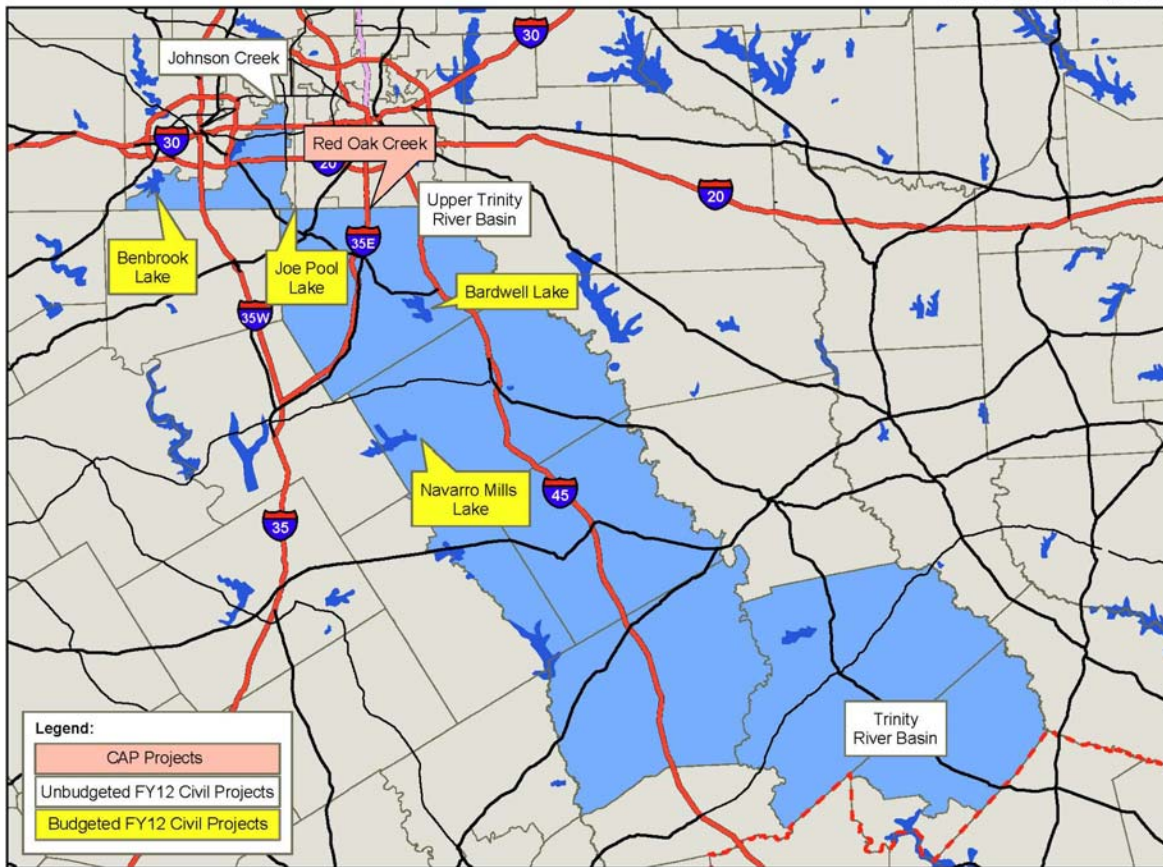 30
Johnson Creek
30
Red Oak Creek
20
Upper Trinity
River Basin
20
Benbrook
Lake
Joe Pool
Lake
35E
Bardwell Lake
35W
Navarro Mills
Lake
45
35
Trinity
River Basin
Legend:
CAP Projects
Unbudgeted FY12 Civil Projects
Budgeted FY12 Civil Projects